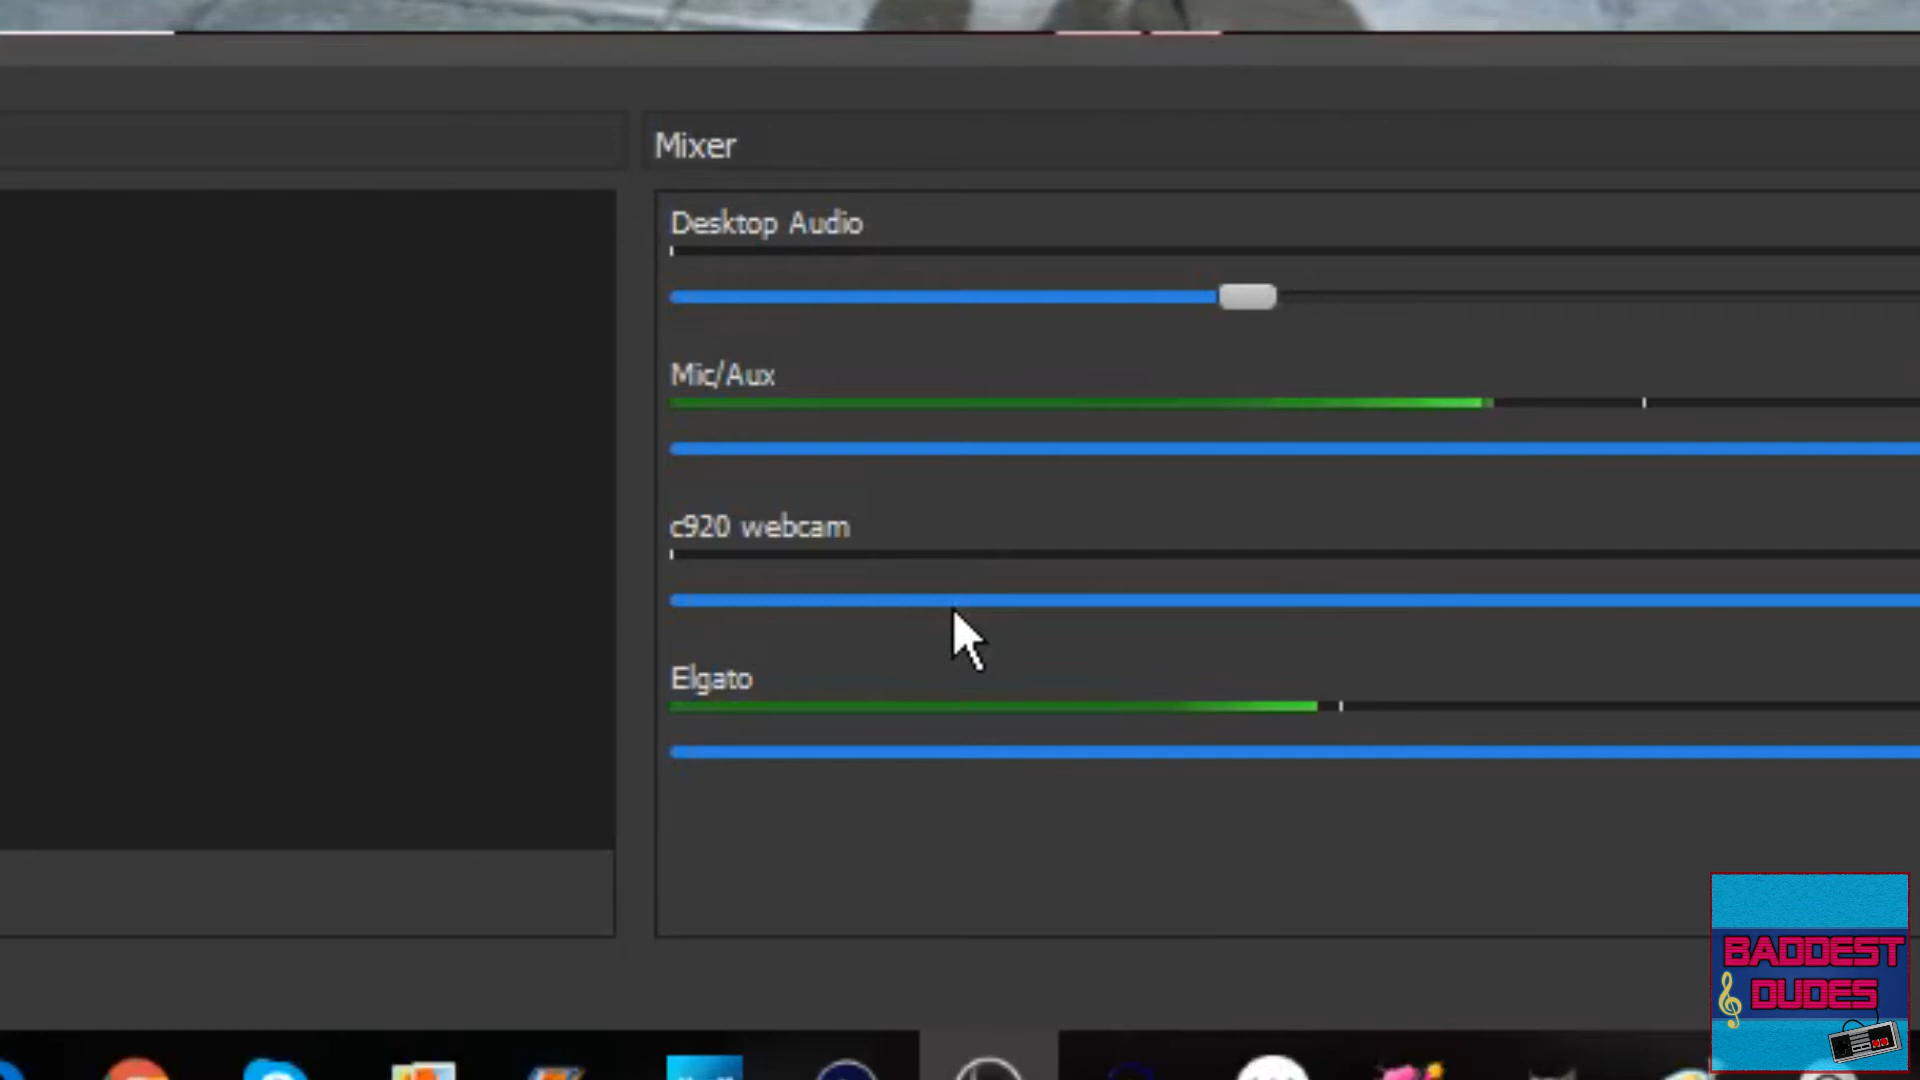 Mixer
Desktop Audio
Mic/Aux
c920 webcam
Elgato
BADDEST
DUDES